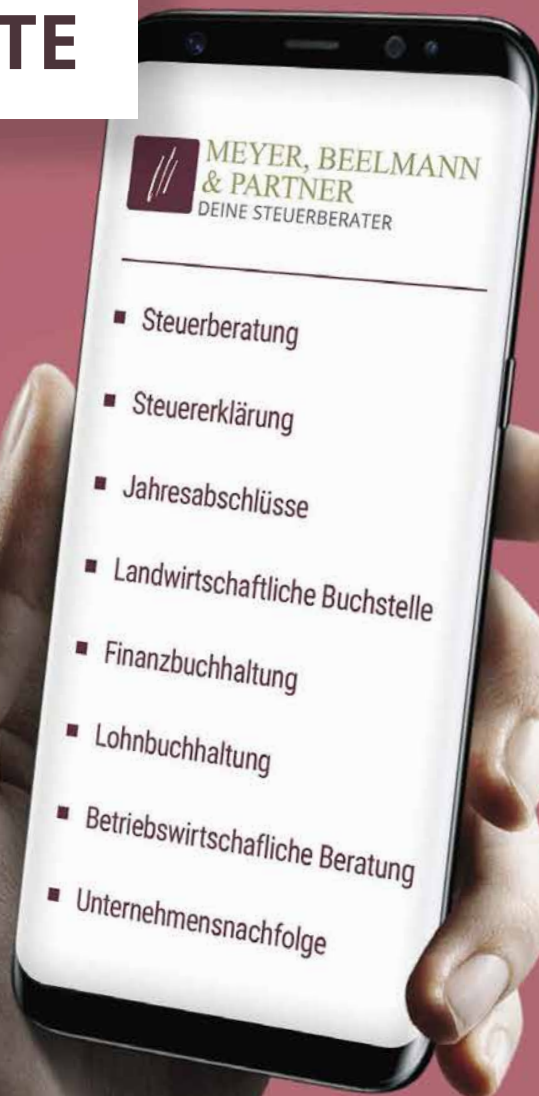 TE
MEYER, BEELMANN
& PARTNER
DEINE STEUERBERATER
▪ Steuerberatung
▪ Steuererklärung
▪ Jahresabschlüsse
▪ Landwirtschaftliche Buchstelle
▪ Finanzbuchhaltung
▪ Lohnbuchhaltung
▪ Betriebswirtschafliche Beratung
▪ Unternehmensnachfolge